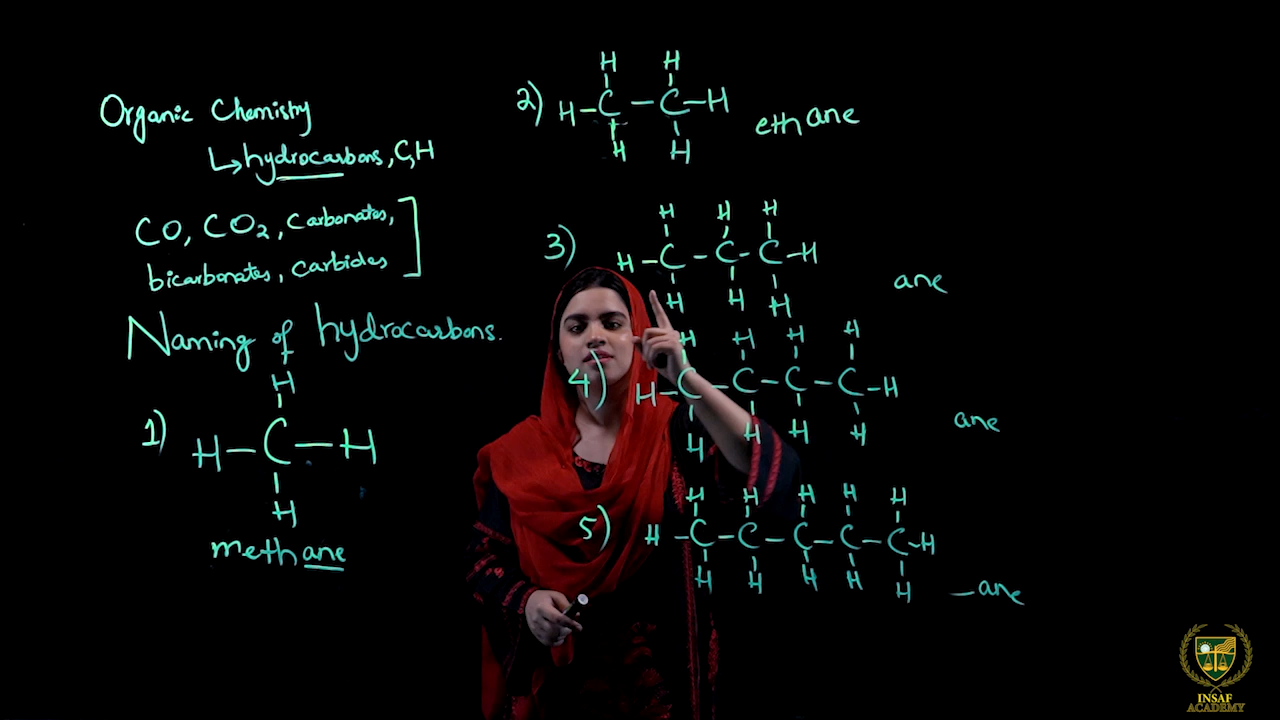 Organic Chemistry
↳ hydrocarbons, C,H
CO, CO2, carbonates,
bicarbonates, carbides
Naming of hydrocarbons.
1)
H
H–C–H
H
methane
2)
H H
H–C–C–H
H H
ethane
3)
H H H
H–C–C–C–H
H H H
ane
4)
H H H H
H–C–C–C–C–H
H H H H
ane
5)
H H H H H
H–C–C–C–C–C–H
H H H H H
–ane
INSAF
ACADEMY